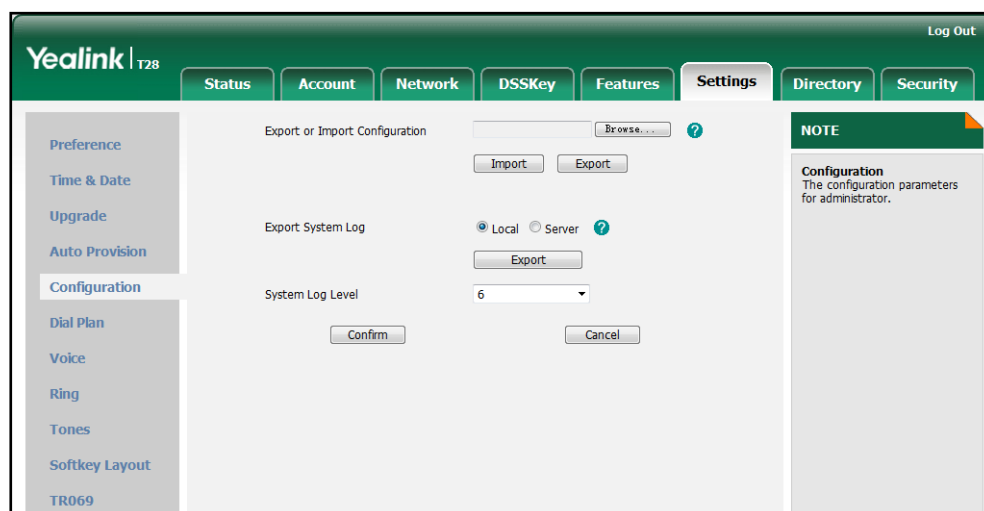 Log Out
Yealink | T28
Status Account Network DSSKey Features Settings Directory Security
Preference
Time & Date
Upgrade
Auto Provision
Configuration
Dial Plan
Voice
Ring
Tones
Softkey Layout
TR069
Export or Import Configuration Browse... ?
Import Export
Export System Log Local Server ?
Export
System Log Level 6
Confirm Cancel
NOTE
Configuration
The configuration parameters
for administrator.